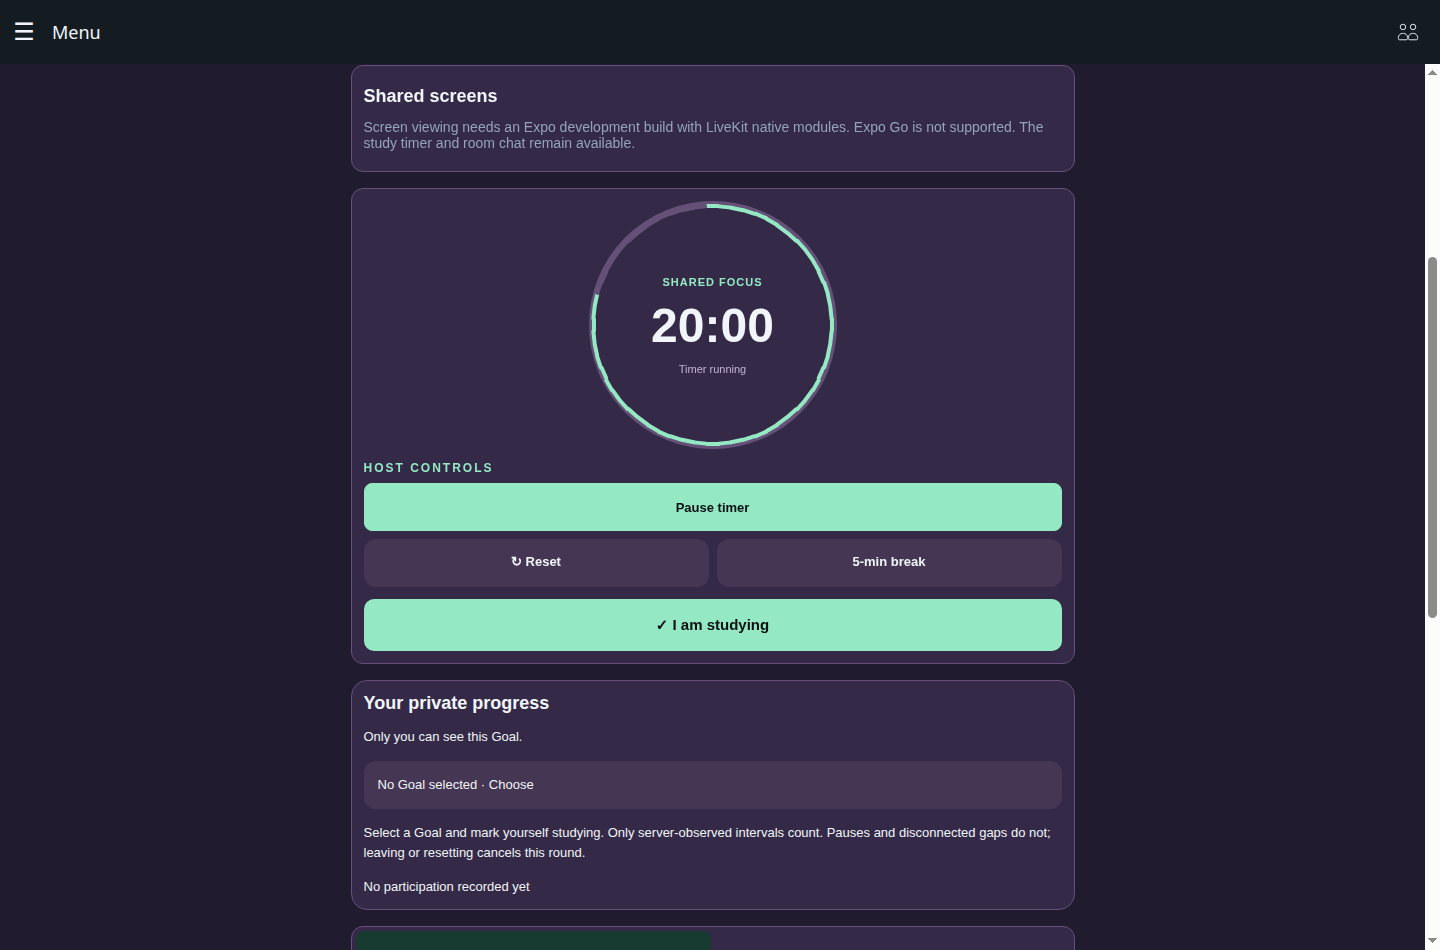 ☰ Menu
Shared screens
Screen viewing needs an Expo development build with LiveKit native modules. Expo Go is not supported. The
study timer and room chat remain available.
SHARED FOCUS
20:00
Timer running
HOST CONTROLS
Pause timer
↻ Reset
5-min break
✓ I am studying
Your private progress
Only you can see this Goal.
No Goal selected · Choose
Select a Goal and mark yourself studying. Only server-observed intervals count. Pauses and disconnected gaps do not;
leaving or resetting cancels this round.
No participation recorded yet